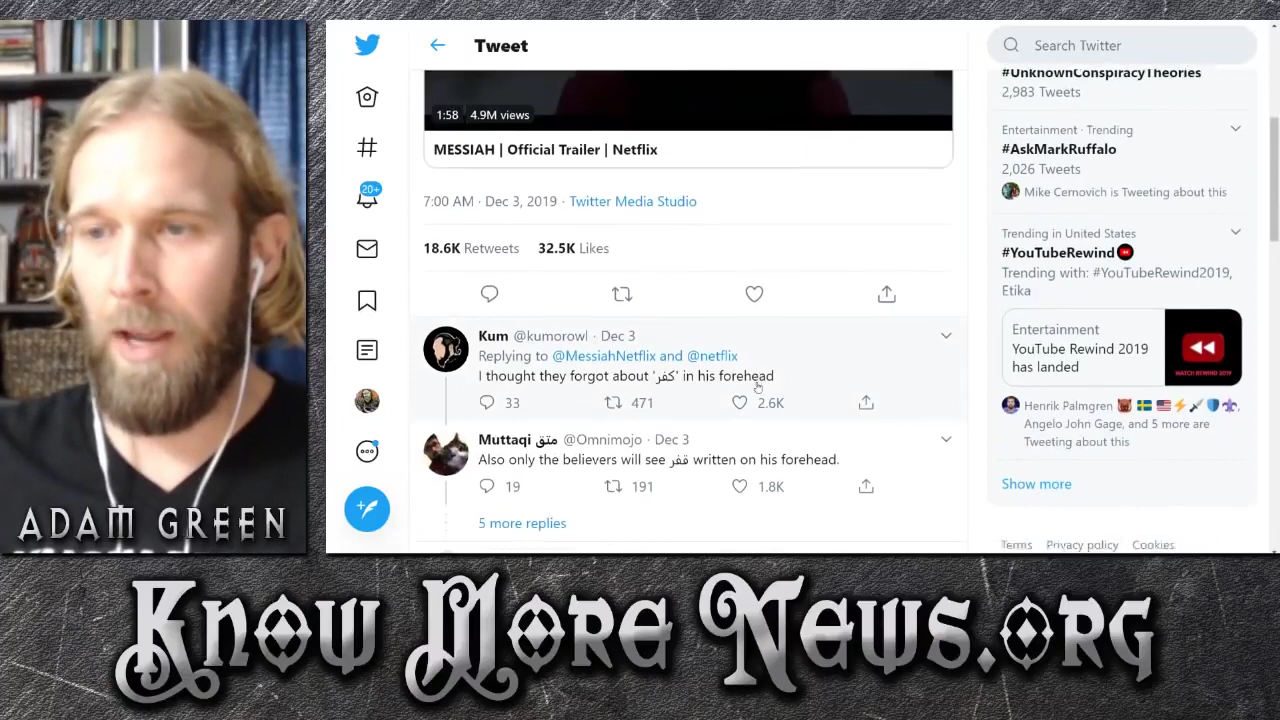 Tweet
Search Twitter
1:58 4.9M views
MESSIAH | Official Trailer | Netflix
7:00 AM · Dec 3, 2019 · Twitter Media Studio
18.6K Retweets 32.5K Likes
Kum @kumorowl · Dec 3
Replying to @MessiahNetflix and @netflix
I thought they forgot about 'كفر' in his forehead
33 471 2.6K
Muttaqi متق @Omnimojo · Dec 3
Also only the believers will see قفر written on his forehead.
19 191 1.8K
5 more replies
20+
#UnknownConspiracyTheories
2,983 Tweets
Entertainment · Trending
#AskMarkRuffalo
2,026 Tweets
Mike Cernovich is Tweeting about this
Trending in United States
#YouTubeRewind
Trending with: #YouTubeRewind2019,
Etika
Entertainment
YouTube Rewind 2019
has landed
WATCH REWIND 2019
Henrik Palmgren
Angelo John Gage, and 5 more are
Tweeting about this
Show more
Terms Privacy policy Cookies
ADAM GREEN
Know More News.org